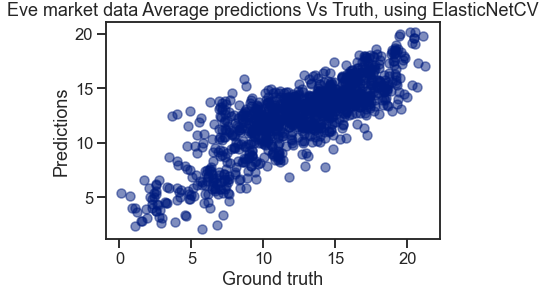 Eve market data Average predictions Vs Truth, using ElasticNetCV
20
15
10
5
Predictions
0 5 10 15 20
Ground truth